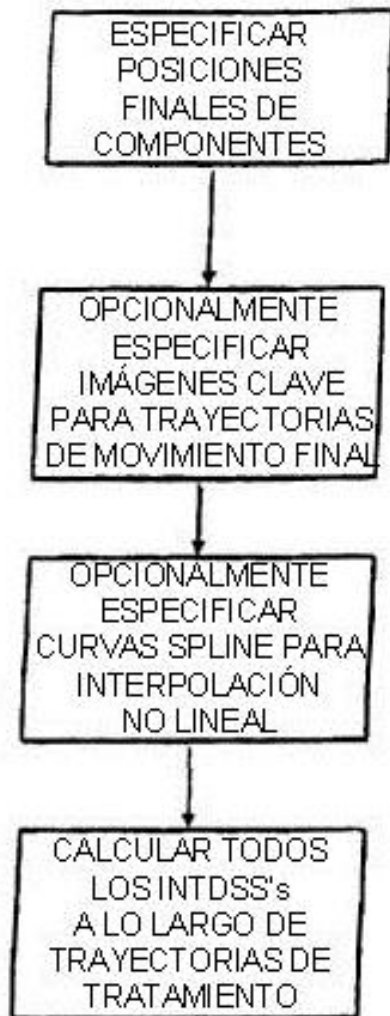 ESPECIFICAR
POSICIONES
FINALES DE
COMPONENTES
OPCIONALMENTE
ESPECIFICAR
IMÁGENES CLAVE
PARA TRAYECTORIAS
DE MOVIMIENTO FINAL
OPCIONALMENTE
ESPECIFICAR
CURVAS SPLINE PARA
INTERPOLACIÓN
NO LINEAL
CALCULAR TODOS
LOS INTDSS's
A LO LARGO DE
TRAYECTORIAS DE
TRATAMIENTO